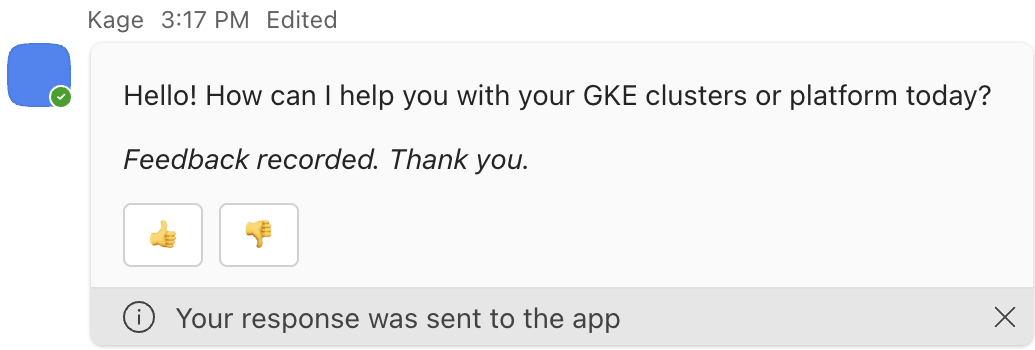 Kage 3:17 PM Edited
Hello! How can I help you with your GKE clusters or platform today?
Feedback recorded. Thank you.
Your response was sent to the app